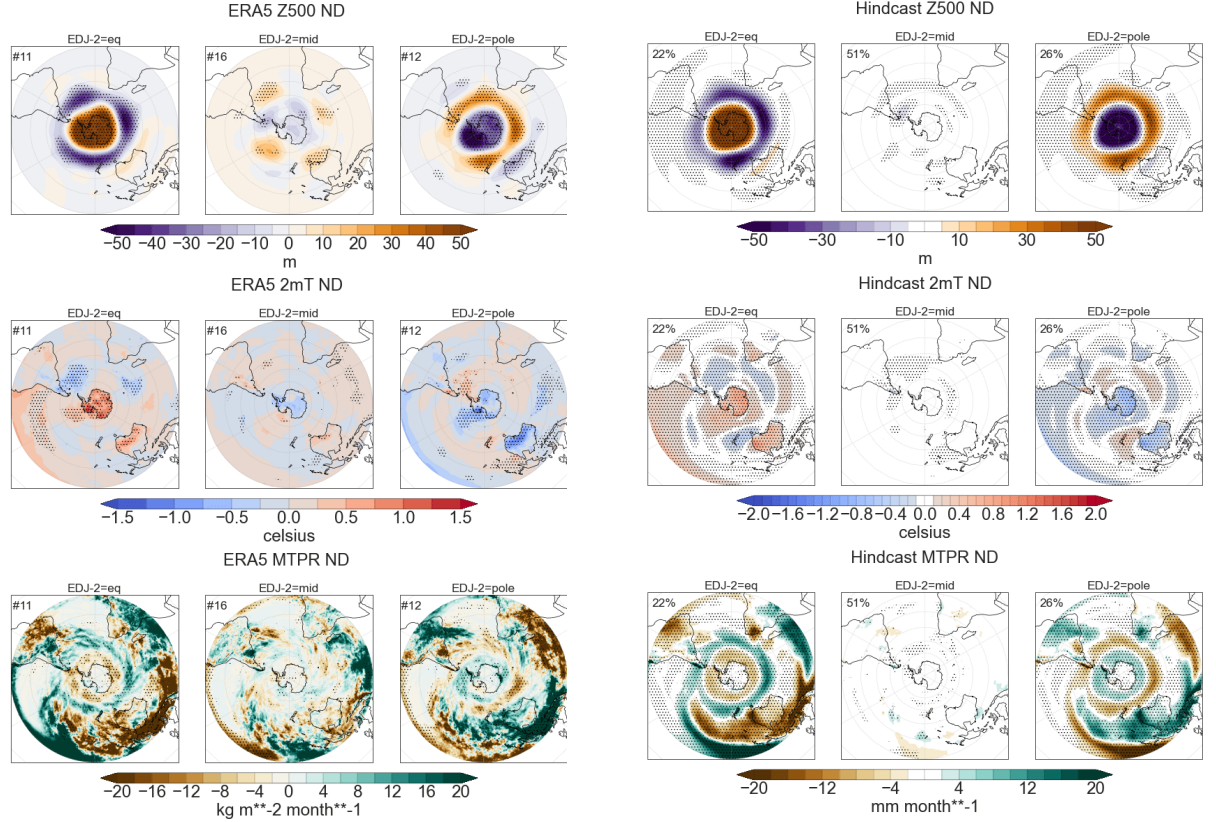 ERA5 Z500 ND
EDJ-2=eq EDJ-2=mid EDJ-2=pole
#11 #16 #12
−50 −40 −30 −20 −10 0 10 20 30 40 50
m
ERA5 2mT ND
EDJ-2=eq EDJ-2=mid EDJ-2=pole
#11 #16 #12
−1.5 −1.0 −0.5 0.0 0.5 1.0 1.5
celsius
ERA5 MTPR ND
EDJ-2=eq EDJ-2=mid EDJ-2=pole
#11 #16 #12
−20 −16 −12 −8 −4 0 4 8 12 16 20
kg m**-2 month**-1
Hindcast Z500 ND
EDJ-2=eq EDJ-2=mid EDJ-2=pole
22% 51% 26%
−50 −30 −10 10 30 50
m
Hindcast 2mT ND
EDJ-2=eq EDJ-2=mid EDJ-2=pole
22% 51% 26%
−2.0 −1.6 −1.2 −0.8 −0.4 0.0 0.4 0.8 1.2 1.6 2.0
celsius
Hindcast MTPR ND
EDJ-2=eq EDJ-2=mid EDJ-2=pole
22% 51% 26%
−20 −12 −4 4 12 20
mm month**-1